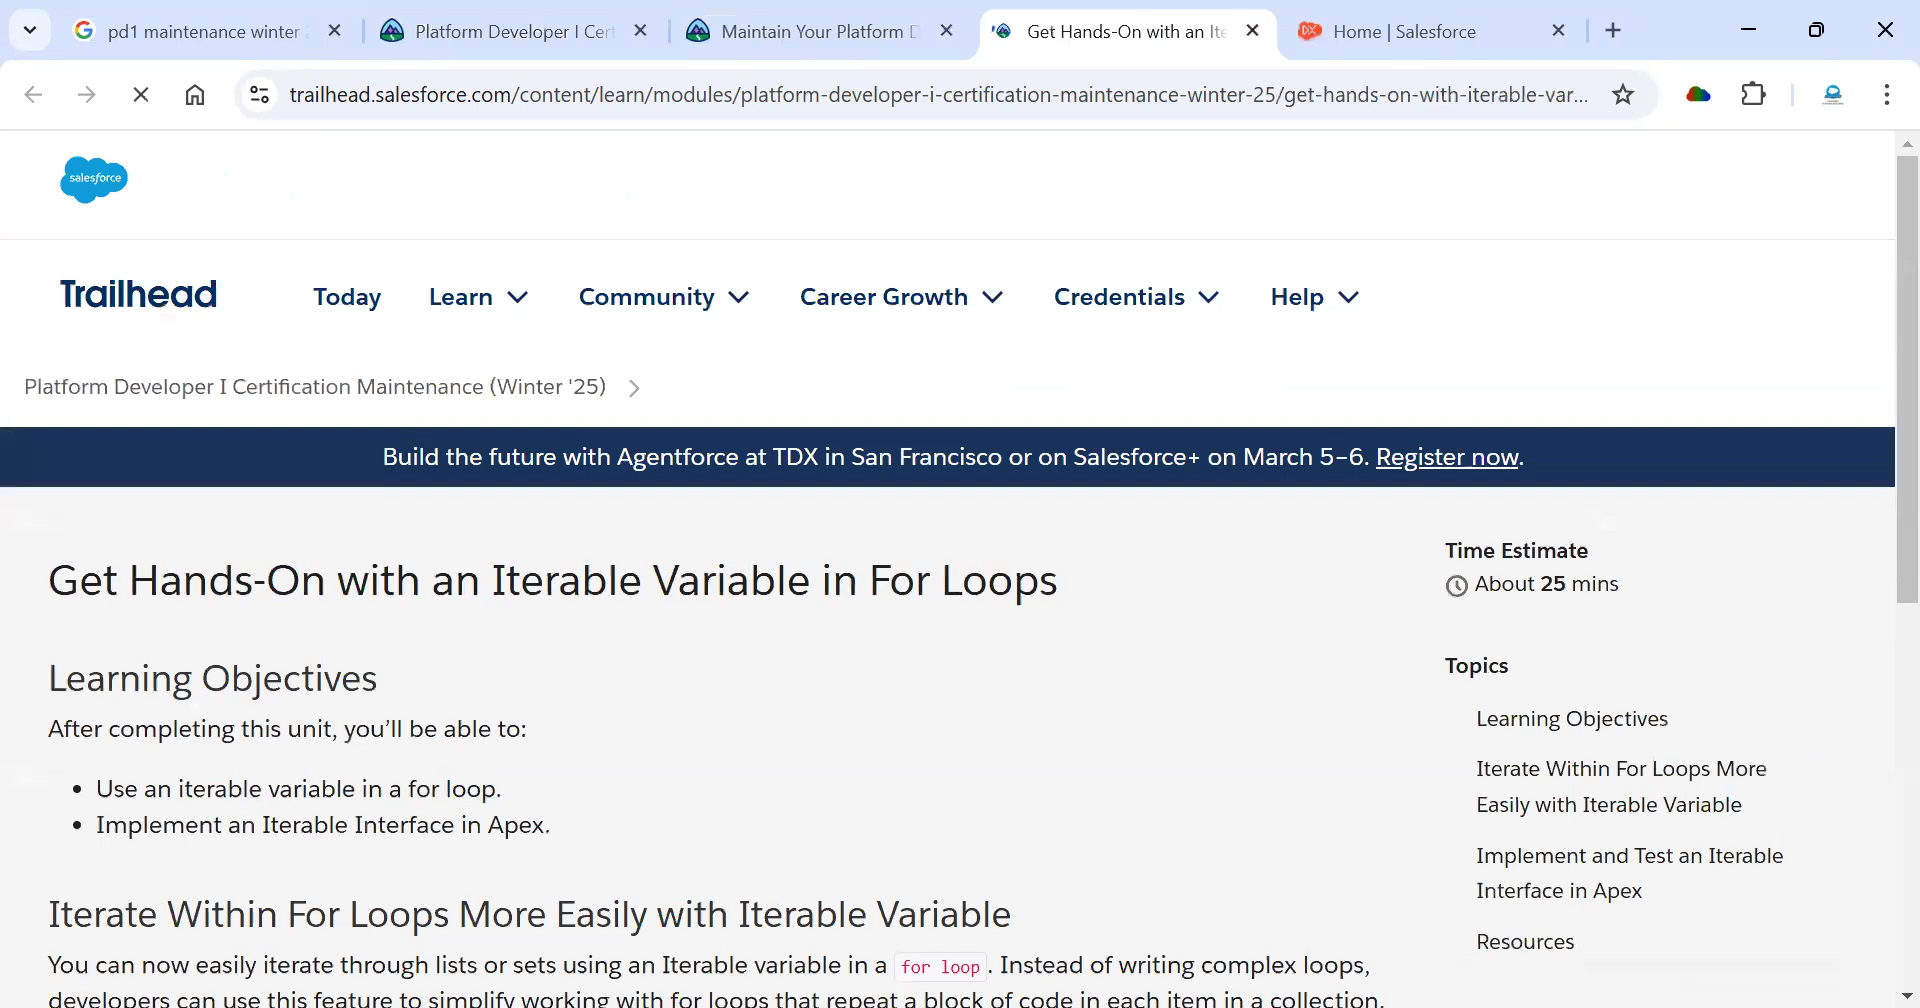 pd1 maintenance winter
Platform Developer I Cert
Maintain Your Platform D
Get Hands-On with an Ite
Home | Salesforce
trailhead.salesforce.com/content/learn/modules/platform-developer-i-certification-maintenance-winter-25/get-hands-on-with-iterable-var...
salesforce
Trailhead
Today
Learn
Community
Career Growth
Credentials
Help
Platform Developer I Certification Maintenance (Winter '25)
Build the future with Agentforce at TDX in San Francisco or on Salesforce+ on March 5–6. Register now.
Get Hands-On with an Iterable Variable in For Loops
Learning Objectives
After completing this unit, you’ll be able to:
• Use an iterable variable in a for loop.
• Implement an Iterable Interface in Apex.
Iterate Within For Loops More Easily with Iterable Variable
You can now easily iterate through lists or sets using an Iterable variable in a for loop. Instead of writing complex loops,
developers can use this feature to simplify working with for loops that repeat a block of code in each item in a collection.
Time Estimate
About 25 mins
Topics
Learning Objectives
Iterate Within For Loops More
Easily with Iterable Variable
Implement and Test an Iterable
Interface in Apex
Resources